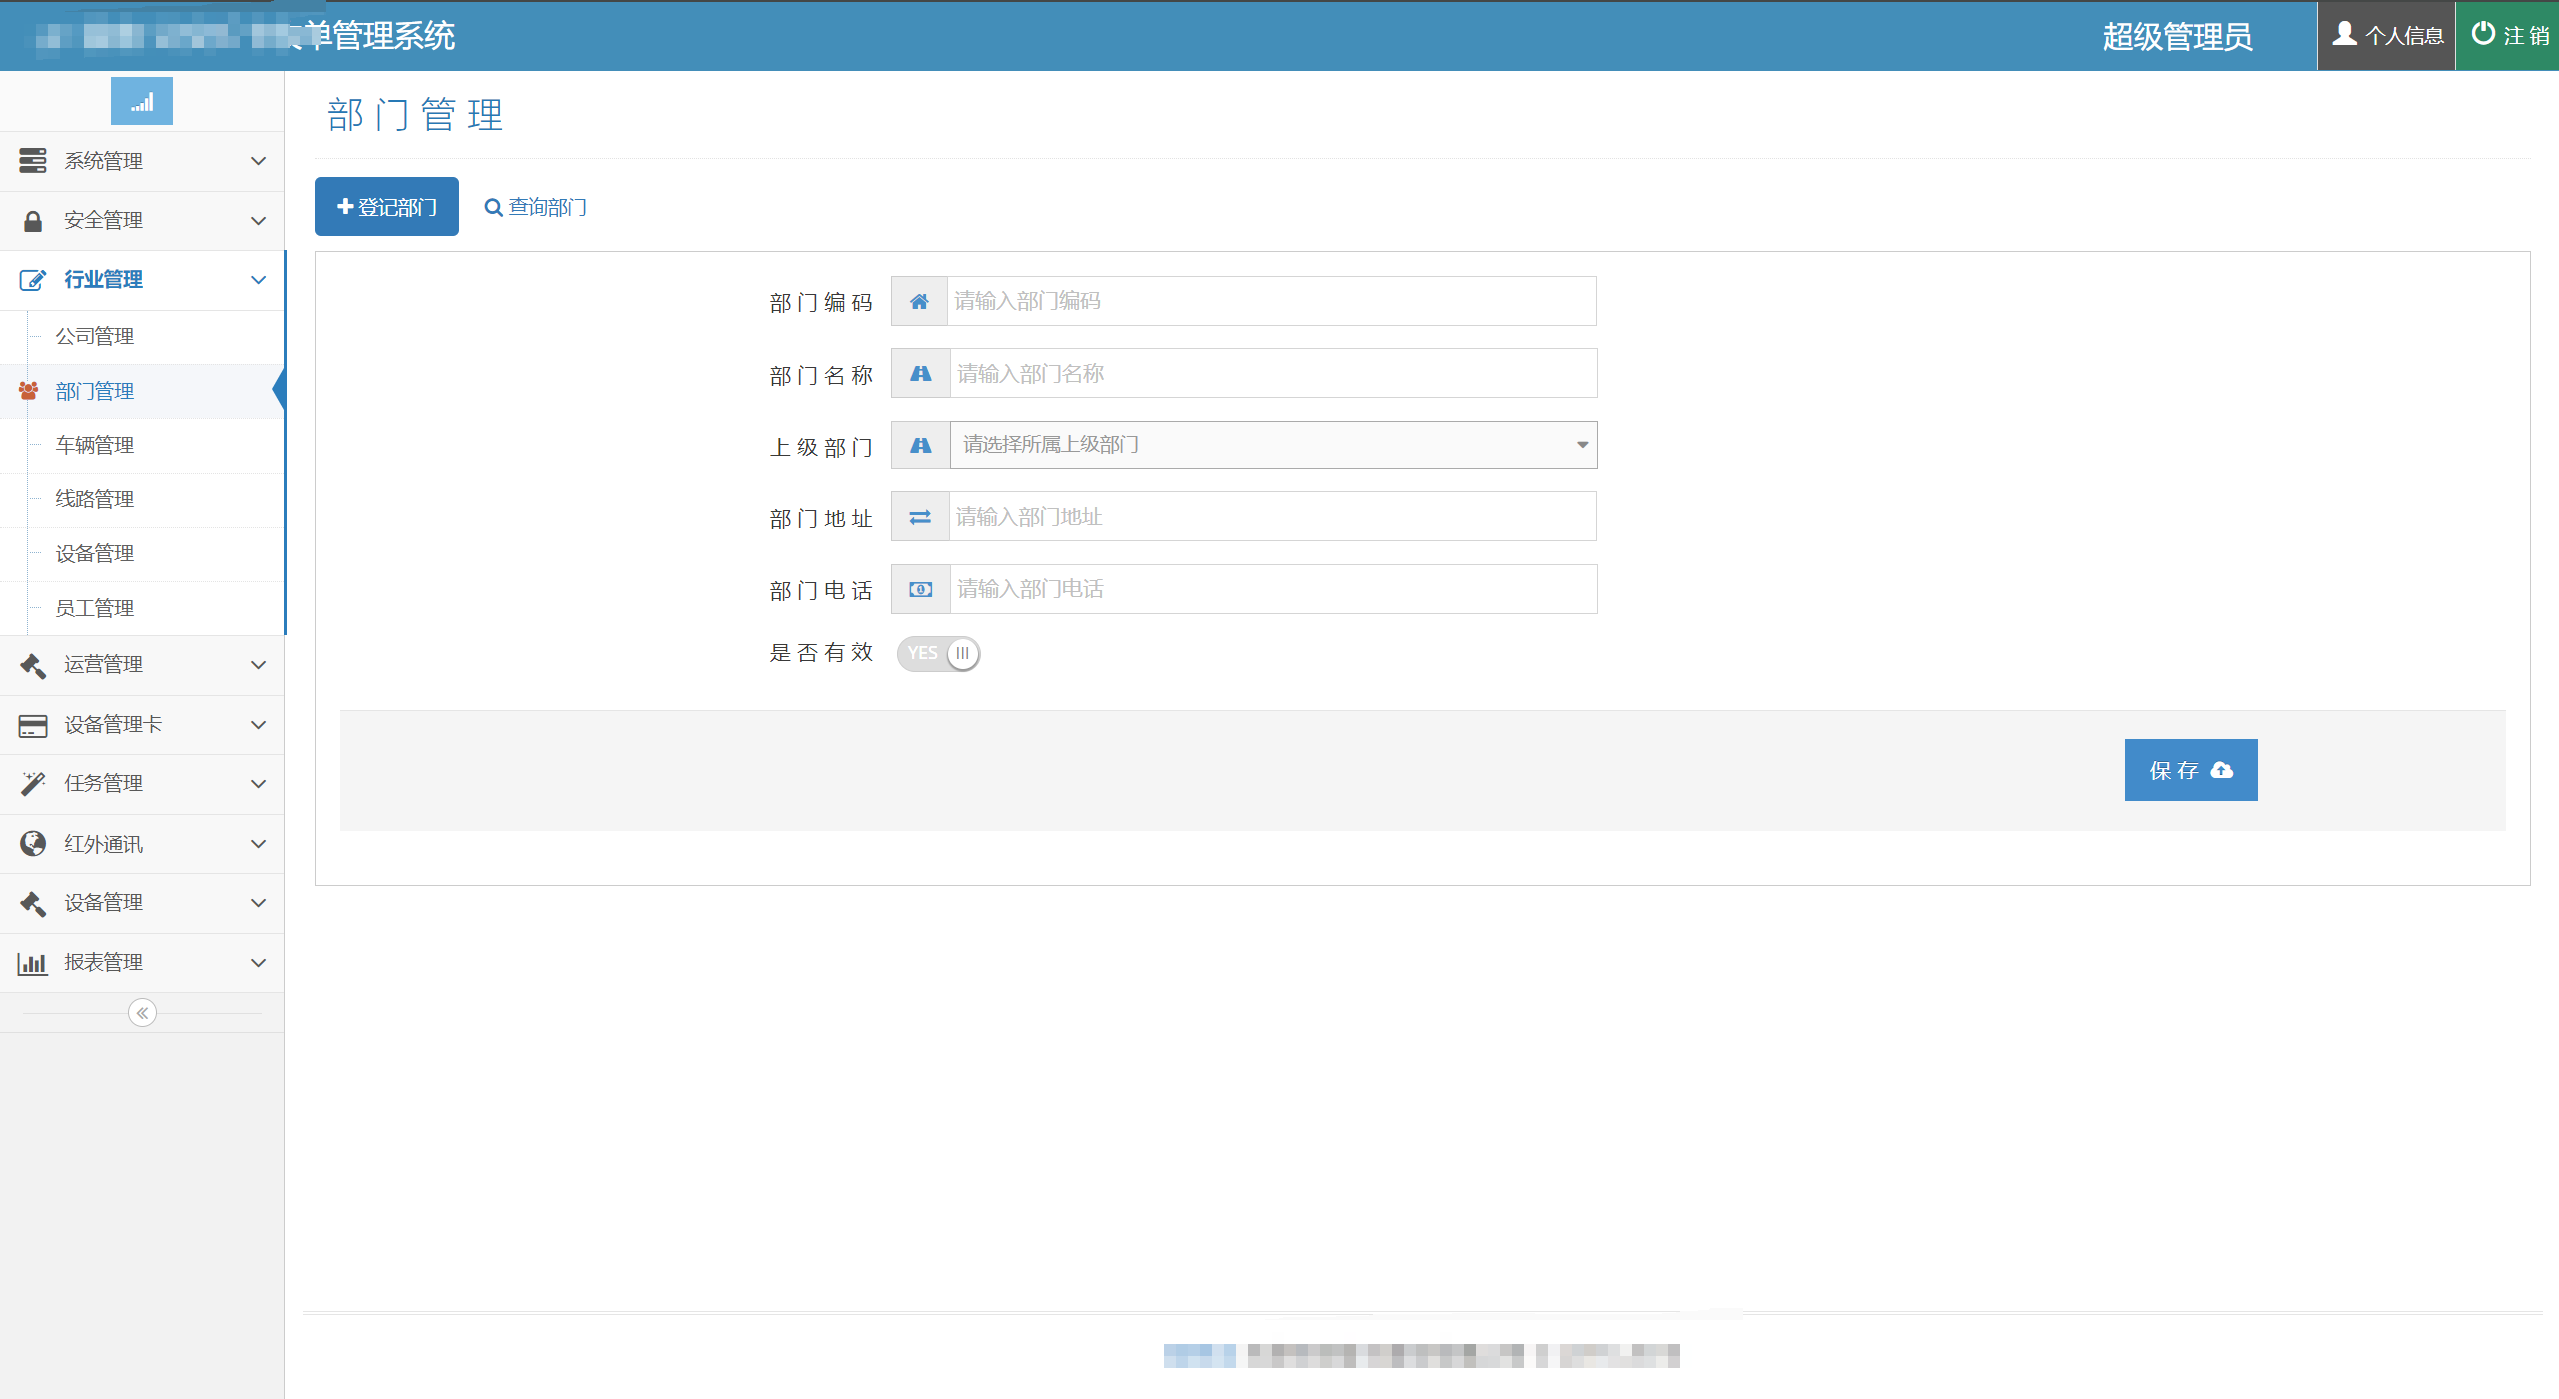 单管理系统
超级管理员
个人信息
注 销
系统管理
安全管理
行业管理
公司管理
部门管理
车辆管理
线路管理
设备管理
员工管理
运营管理
设备管理卡
任务管理
红外通讯
设备管理
报表管理
部 门 管 理
登记部门
查询部门
部 门 编 码
请输入部门编码
部 门 名 称
请输入部门名称
上 级 部 门
请选择所属上级部门
部 门 地 址
请输入部门地址
部 门 电 话
请输入部门电话
是 否 有 效
YES
保 存